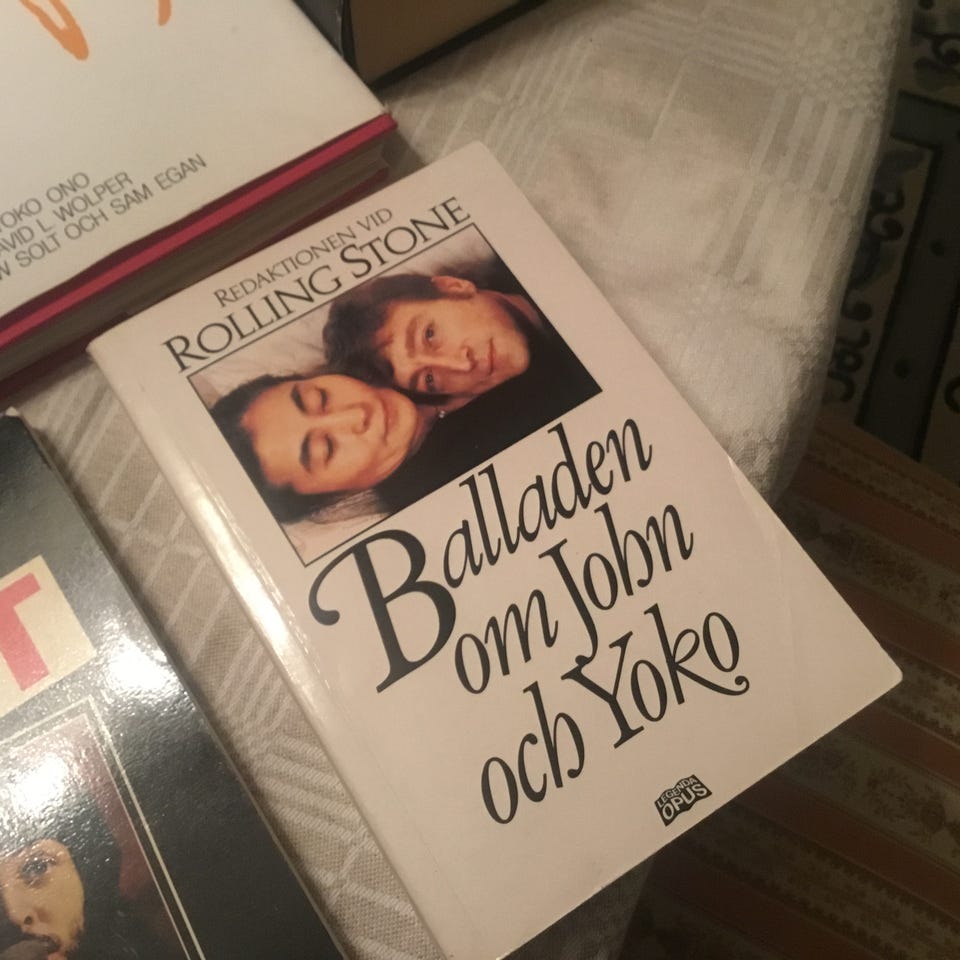 YOKO ONO
DAVID L WOLPER
SOLT OCH SAM EGAN
REDAKTIONEN VID
ROLLING STONE
Balladen
om John
och Yoko
LEGENDA
OPUS
T